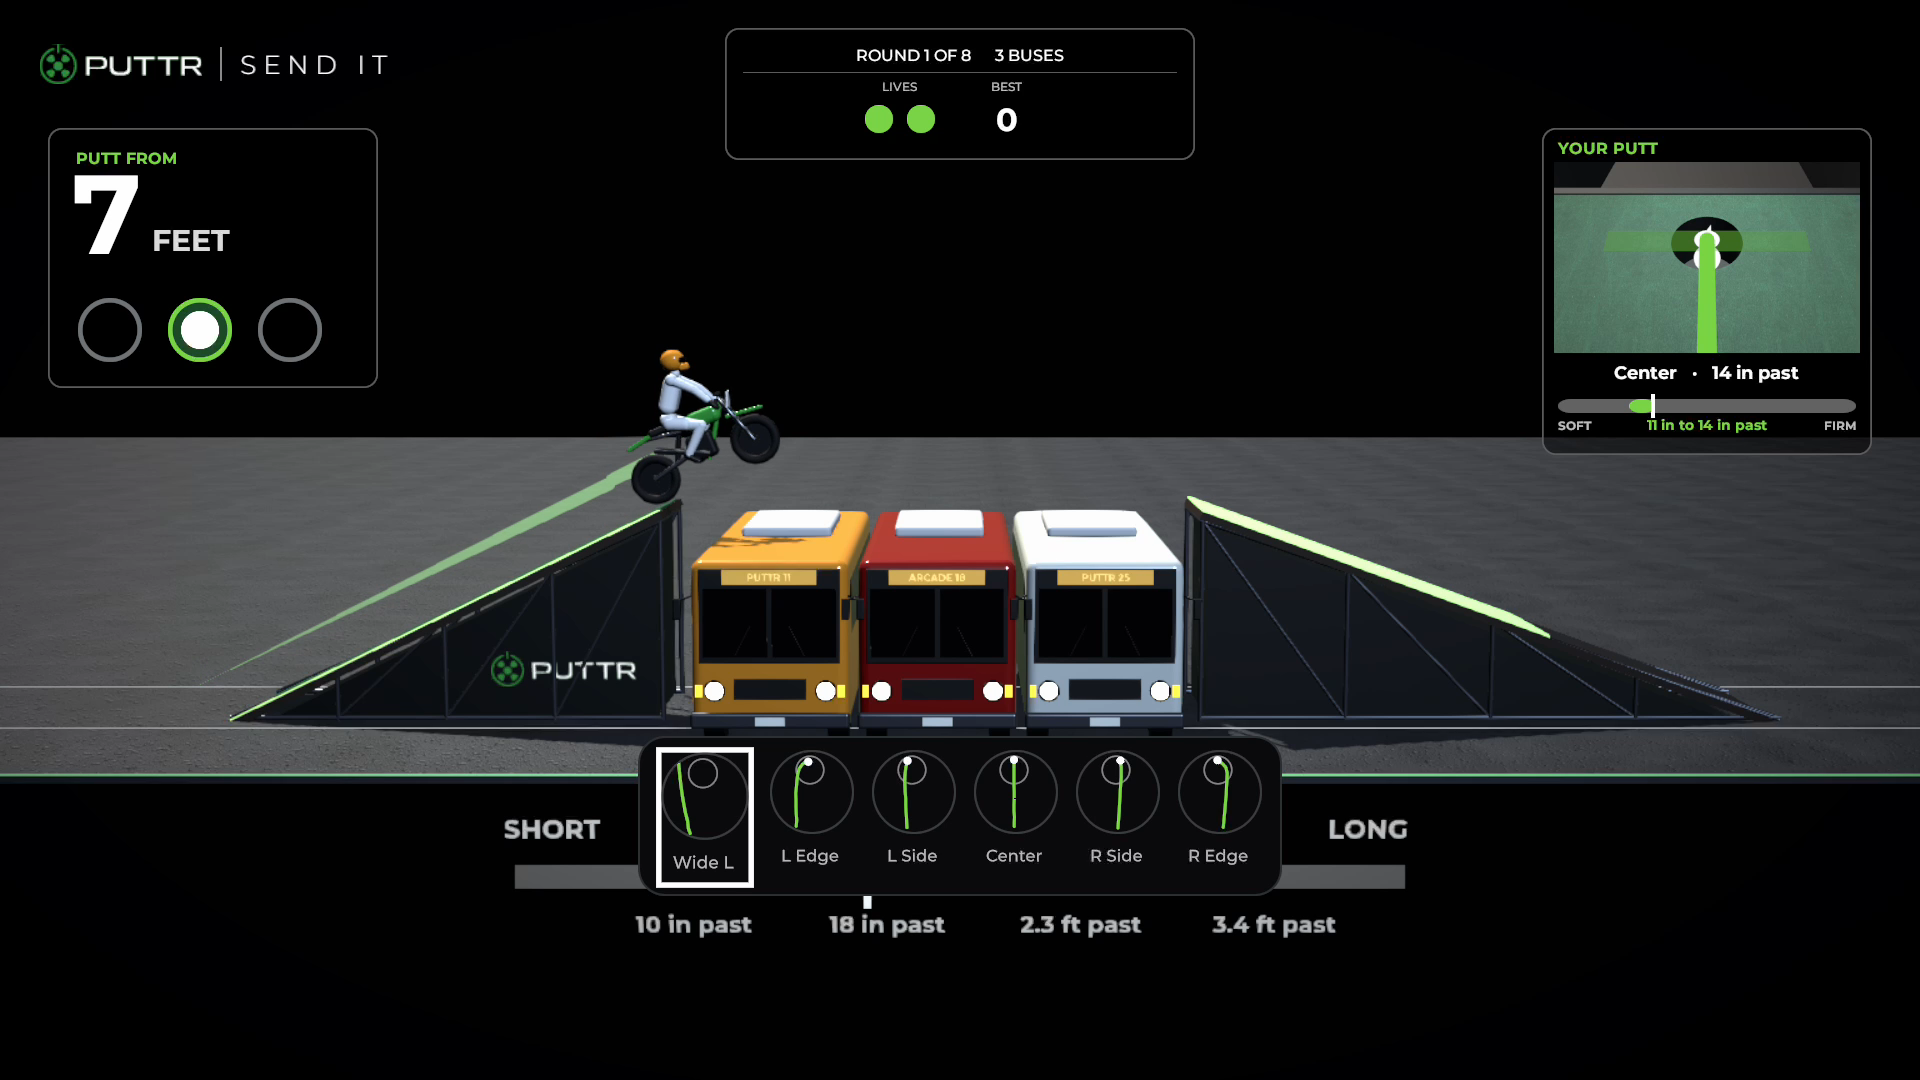 PUTTR | SEND IT
ROUND 1 OF 8 3 BUSES
LIVES BEST
0
PUTT FROM
7 FEET
YOUR PUTT
Center · 14 in past
SOFT 11 in to 14 in past FIRM
PUTTR 11 ARCADE 18 PUTTR 25
PUTTR
SHORT LONG
Wide L L Edge L Side Center R Side R Edge
10 in past 18 in past 2.3 ft past 3.4 ft past